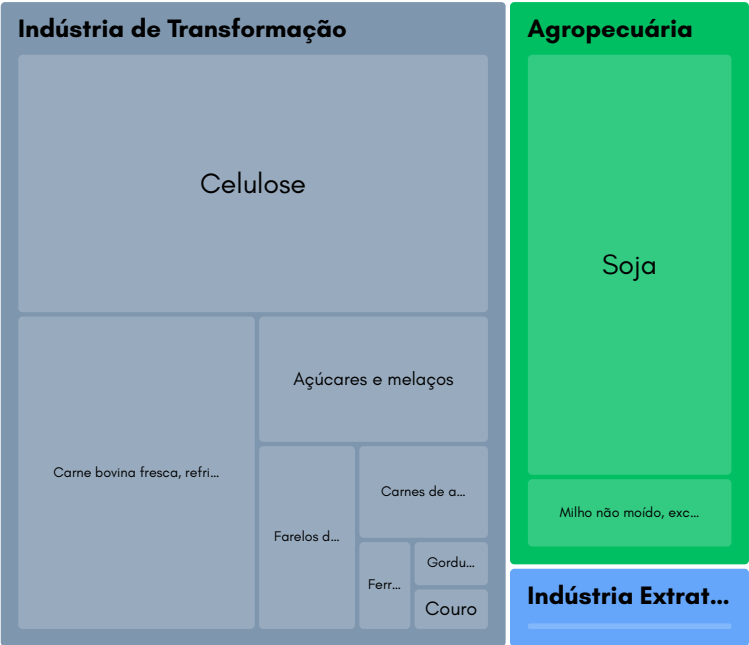 Indústria de Transformação
Celulose
Carne bovina fresca, refri...
Açúcares e melaços
Farelos d...
Carnes de a...
Ferr...
Gordu...
Couro
Agropecuária
Soja
Milho não moído, exc...
Indústria Extrat...